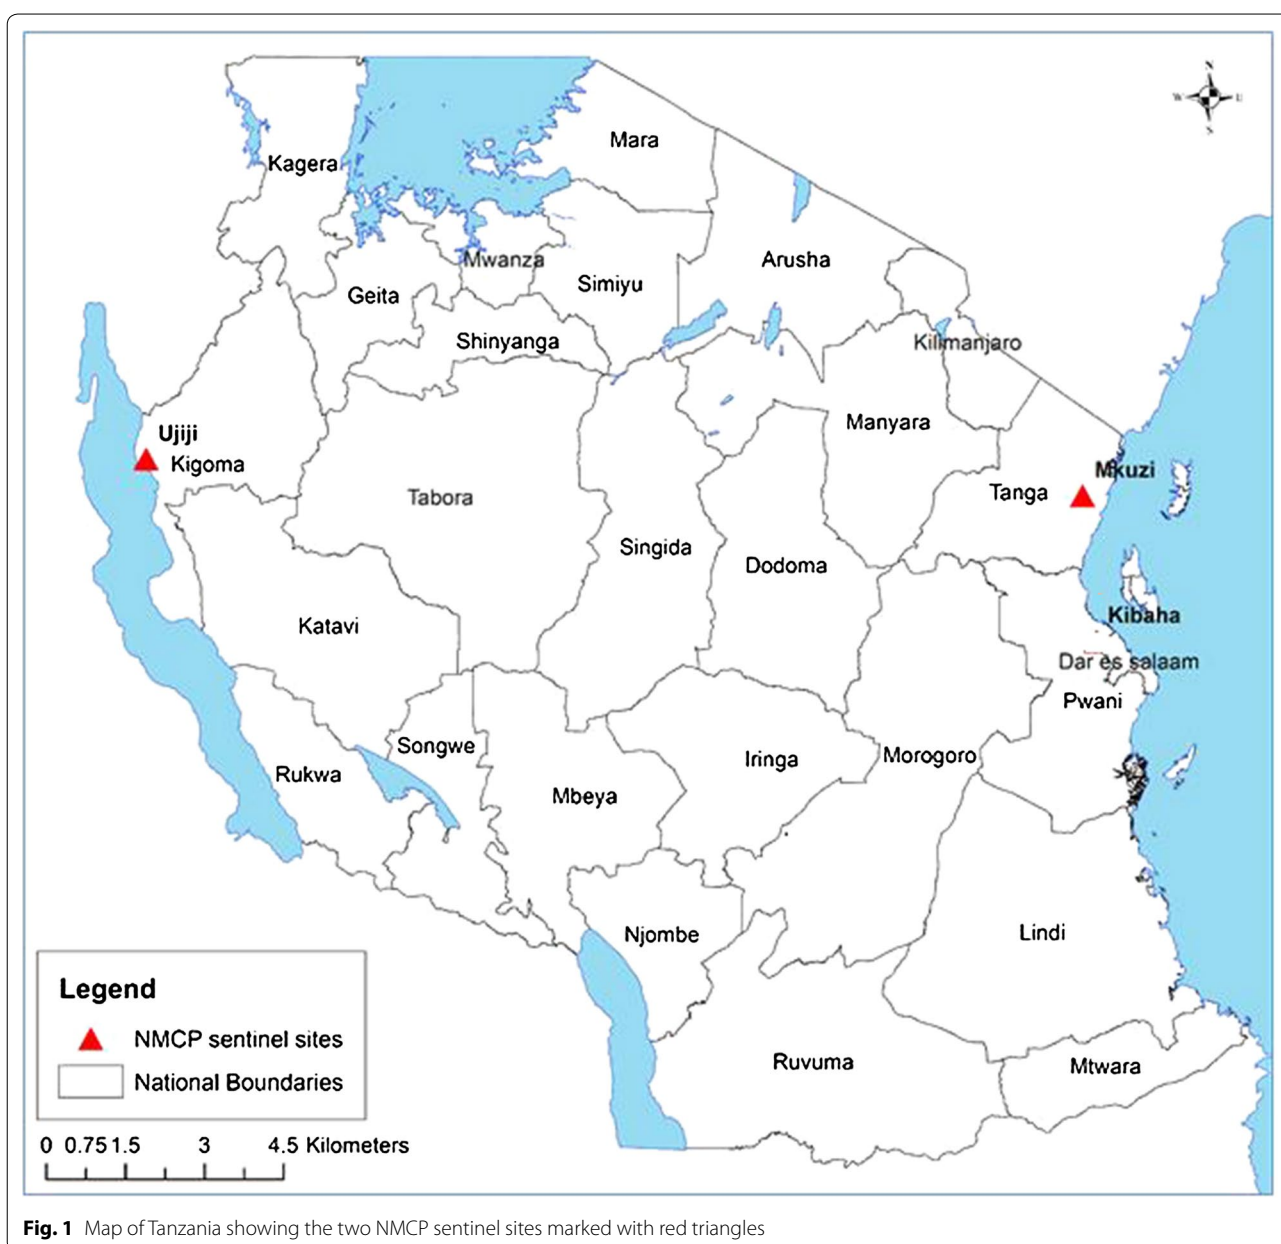 N
W E
S
Mara
Kagera
Arusha
Mwanza
Simiyu
Geita
Shinyanga
Kilimanjaro
Manyara
Ujiji
Kigoma
Mkuzi
Tanga
Tabora
Singida
Dodoma
Kibaha
Katavi
Dar es salaam
Pwani
Songwe
Morogoro
Iringa
Rukwa
Mbeya
Njombe
Lindi
Legend
NMCP sentinel sites
National Boundaries
Ruvuma
Mtwara
0 0.75 1.5 3 4.5 Kilometers
Fig. 1 Map of Tanzania showing the two NMCP sentinel sites marked with red triangles